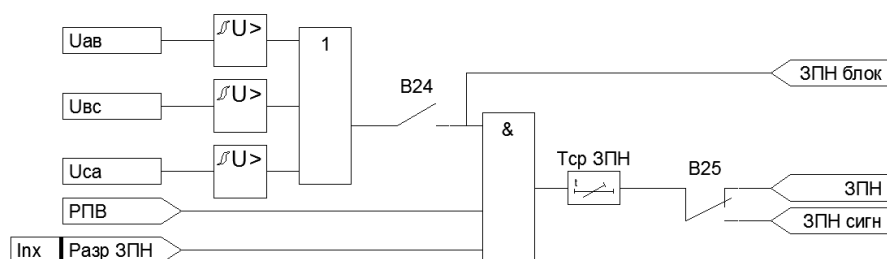 Uав
U>
1
Uвс
U>
В24
ЗПН блок
&
Uса
U>
Тср ЗПН
t
В25
ЗПН
РПВ
ЗПН сигн
Inx
Разр ЗПН